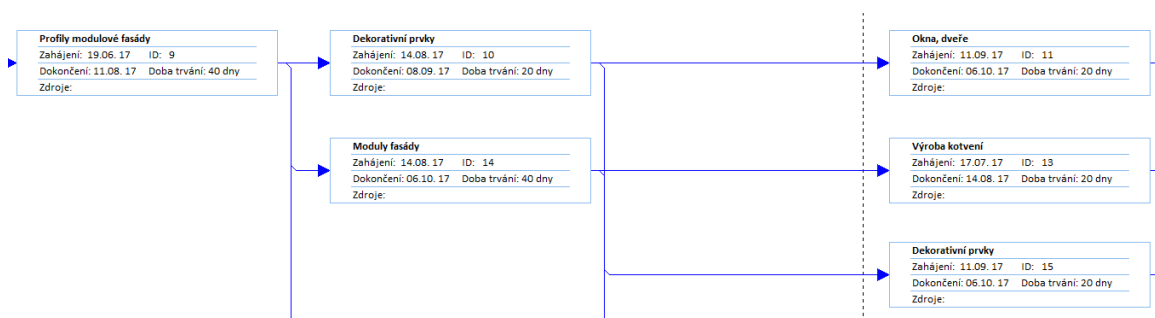 Profily modulové fasády
Zahájení: 19.06. 17 ID: 9
Dokončení: 11.08. 17 Doba trvání: 40 dny
Zdroje:
Dekorativní prvky
Zahájení: 14.08. 17 ID: 10
Dokončení: 08.09. 17 Doba trvání: 20 dny
Zdroje:
Okna, dveře
Zahájení: 11.09. 17 ID: 11
Dokončení: 06.10. 17 Doba trvání: 20 dny
Zdroje:
Moduly fasády
Zahájení: 14.08. 17 ID: 14
Dokončení: 06.10. 17 Doba trvání: 40 dny
Zdroje:
Výroba kotvení
Zahájení: 17.07. 17 ID: 13
Dokončení: 14.08. 17 Doba trvání: 20 dny
Zdroje:
Dekorativní prvky
Zahájení: 11.09. 17 ID: 15
Dokončení: 06.10. 17 Doba trvání: 20 dny
Zdroje: